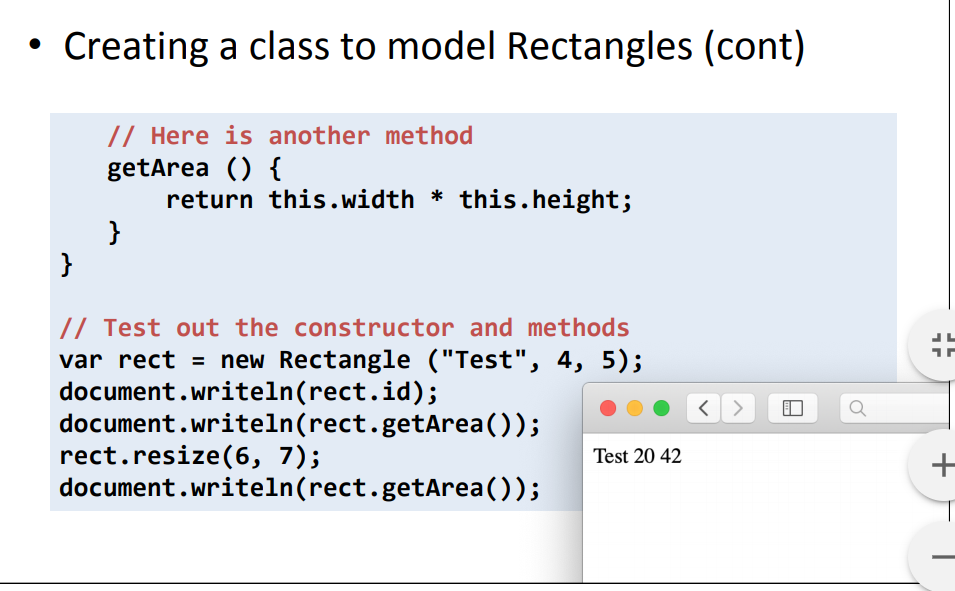 • Creating a class to model Rectangles (cont)
// Here is another method
getArea () {
return this.width * this.height;
}
}
// Test out the constructor and methods
var rect = new Rectangle ("Test", 4, 5);
document.writeln(rect.id);
document.writeln(rect.getArea());
rect.resize(6, 7);
document.writeln(rect.getArea());
Test 20 42